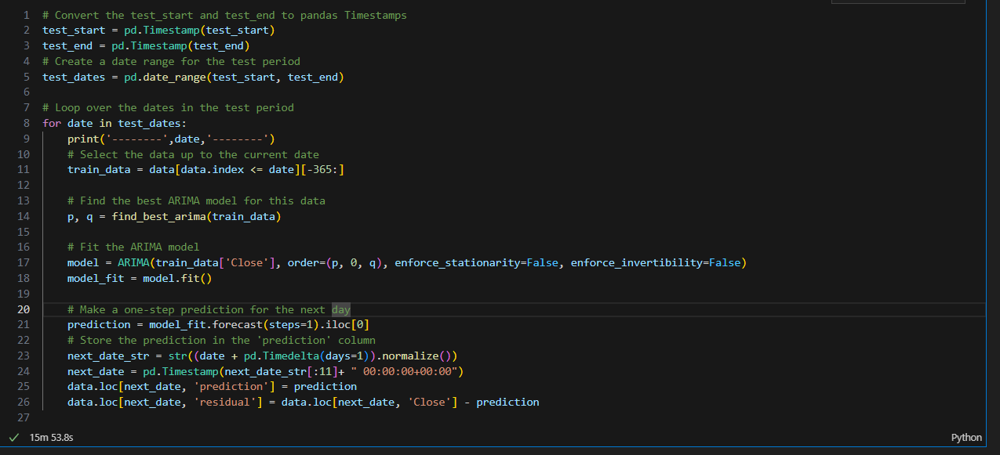 1 # Convert the test_start and test_end to pandas Timestamps
2 test_start = pd.Timestamp(test_start)
3 test_end = pd.Timestamp(test_end)
4 # Create a date range for the test period
5 test_dates = pd.date_range(test_start, test_end)
6
7 # Loop over the dates in the test period
8 for date in test_dates:
9     print('--------',date,'--------')
10     # Select the data up to the current date
11     train_data = data[data.index <= date][-365:]
12
13     # Find the best ARIMA model for this data
14     p, q = find_best_arima(train_data)
15
16     # Fit the ARIMA model
17     model = ARIMA(train_data['Close'], order=(p, 0, q), enforce_stationarity=False, enforce_invertibility=False)
18     model_fit = model.fit()
19
20     # Make a one-step prediction for the next day
21     prediction = model_fit.forecast(steps=1).iloc[0]
22     # Store the prediction in the 'prediction' column
23     next_date_str = str((date + pd.Timedelta(days=1)).normalize())
24     next_date = pd.Timestamp(next_date_str[:11]+ " 00:00:00+00:00")
25     data.loc[next_date, 'prediction'] = prediction
26     data.loc[next_date, 'residual'] = data.loc[next_date, 'Close'] - prediction
27
15m 53.8s
Python